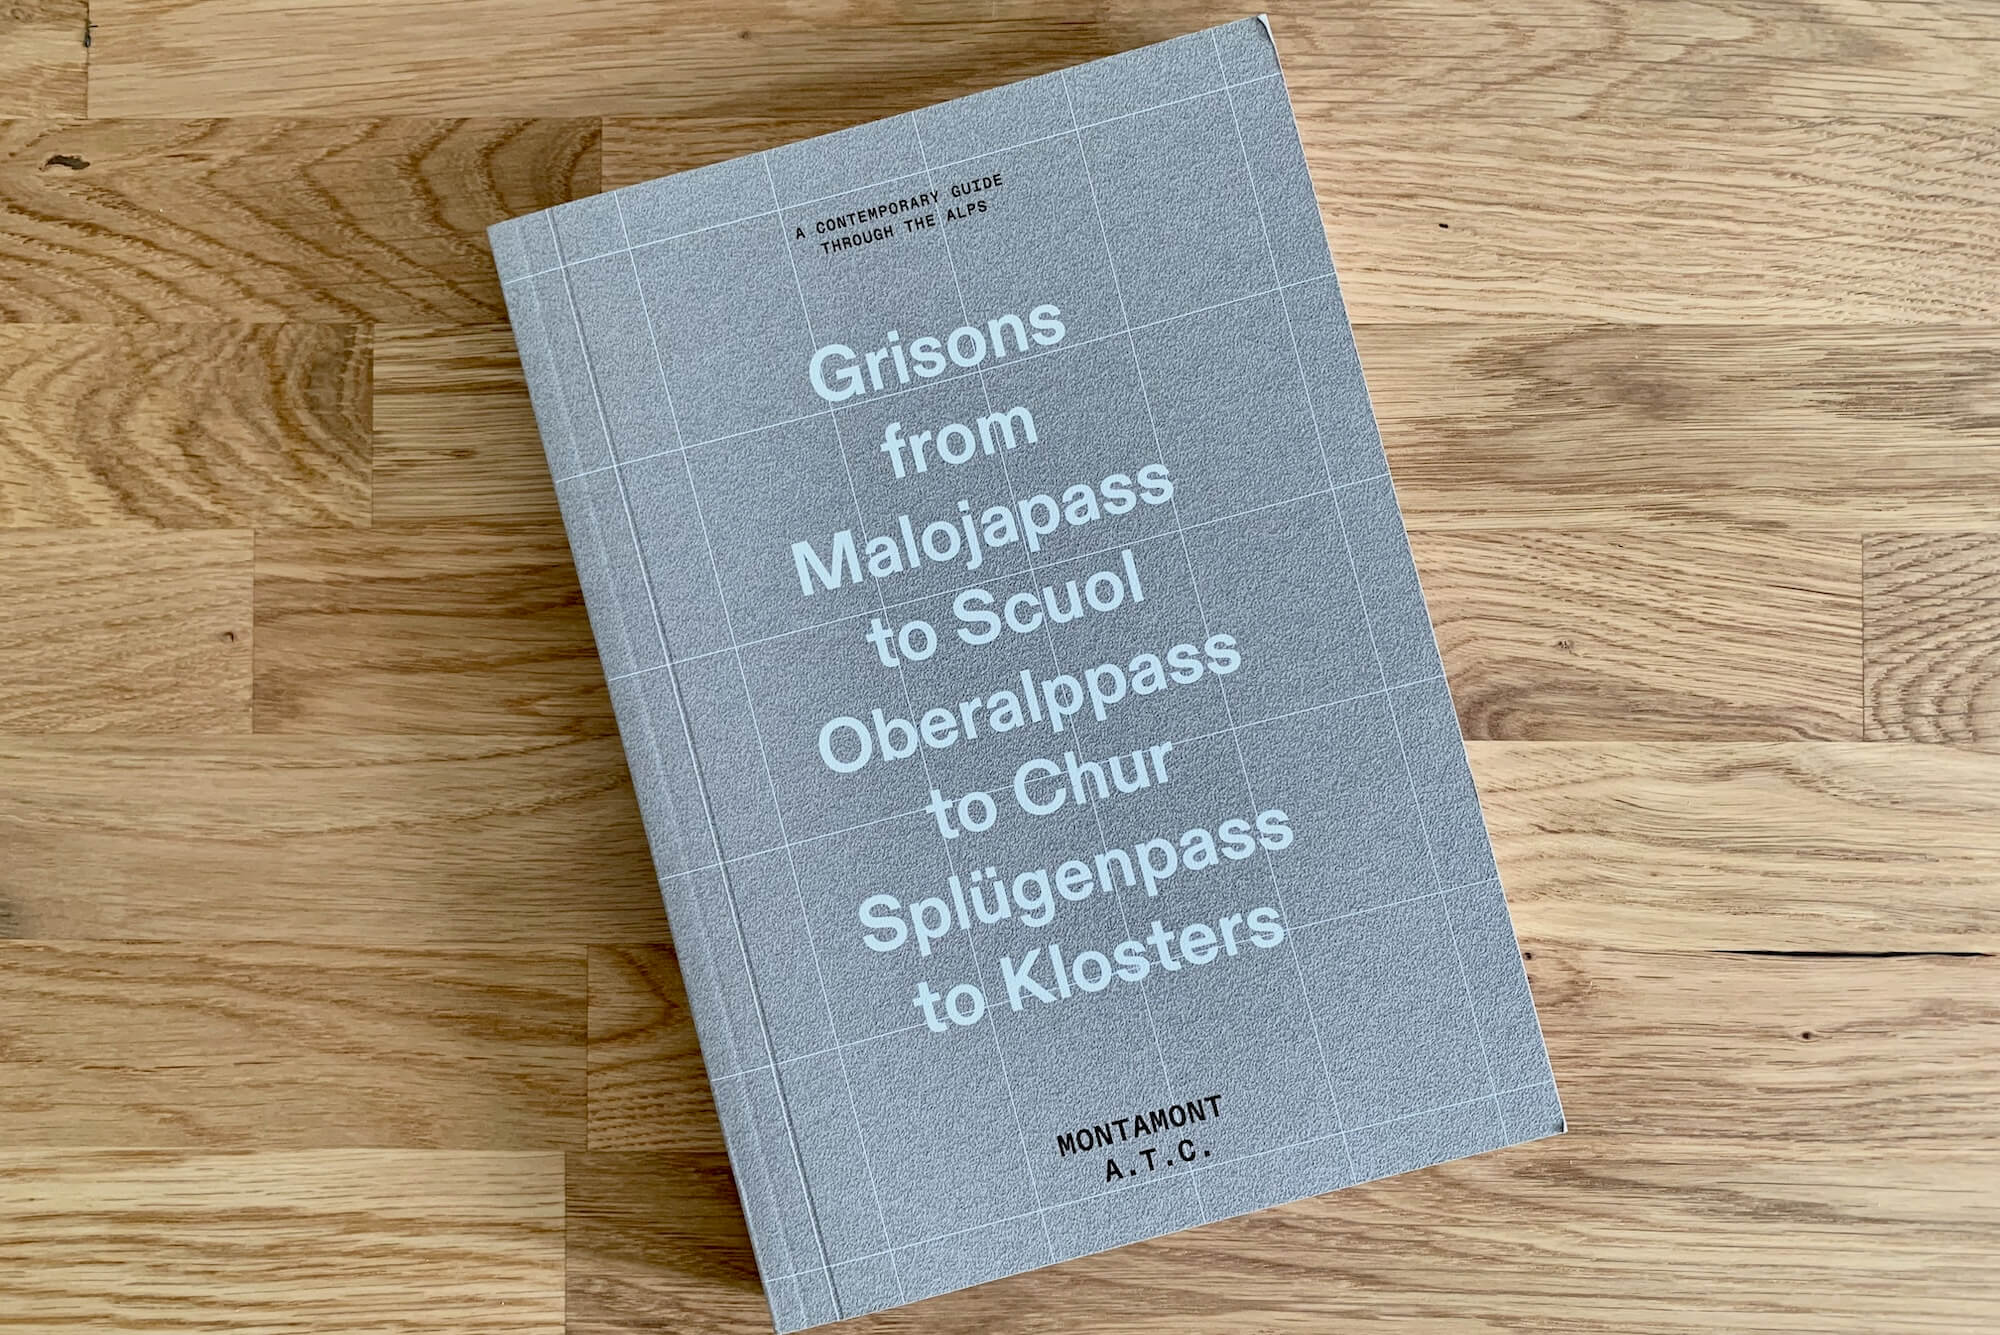 A CONTEMPORARY GUIDE
THROUGH THE ALPS
Grisons
from
Malojapass
to Scuol
Oberalppass
to Chur
Splügenpass
to Klosters
MONTAMONT
A.T.C.